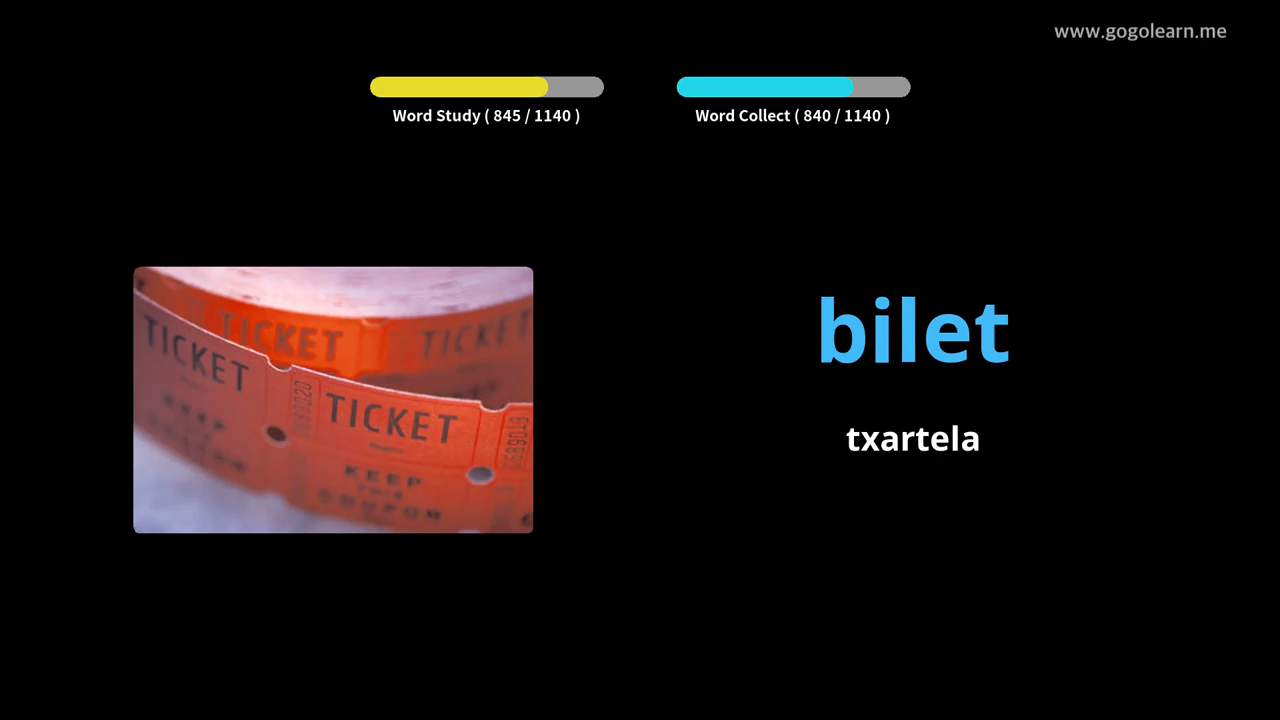 www.gogolearn.me
Word Study ( 845 / 1140 )
Word Collect ( 840 / 1140 )
bilet
txartela
TICKET
TICKET
TICKET
TICKET
KEEP